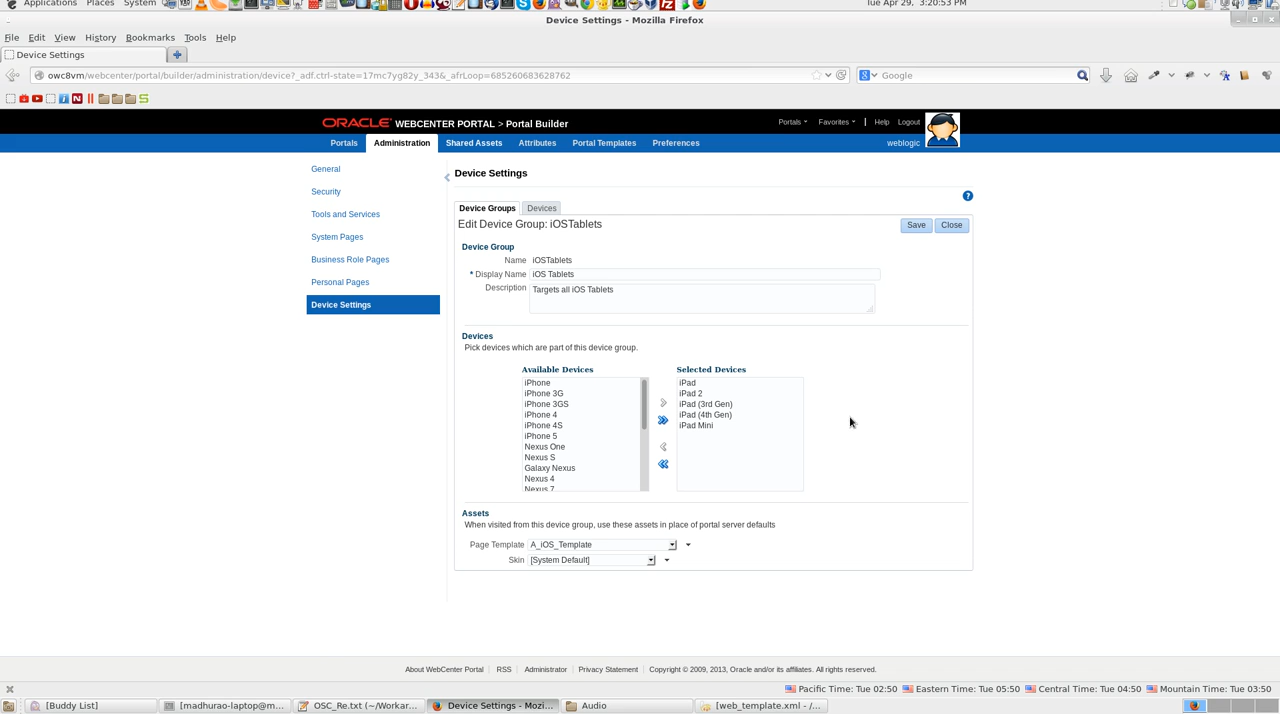 Applications Places System Tue Apr 29, 3:20:53 PM
Device Settings - Mozilla Firefox
File Edit View History Bookmarks Tools Help
Device Settings
owc8vm/webcenter/portal/builder/administration/device?_adf.ctrl-state=17mc7yg82y_343&_afrLoop=685260683628762 Google
ORACLE WEBCENTER PORTAL > Portal Builder Portals Favorites Help Logout
Portals Administration Shared Assets Attributes Portal Templates Preferences weblogic
General
Security
Tools and Services
System Pages
Business Role Pages
Personal Pages
Device Settings
Device Settings
Device Groups Devices
Edit Device Group: iOSTablets Save Close
Device Group
Name iOSTablets
* Display Name iOS Tablets
Description Targets all iOS Tablets
Devices
Pick devices which are part of this device group.
Available Devices Selected Devices
iPhone iPad
iPhone 3G iPad 2
iPhone 3GS iPad (3rd Gen)
iPhone 4 iPad (4th Gen)
iPhone 4S iPad Mini
iPhone 5
Nexus One
Nexus S
Galaxy Nexus
Nexus 4
Nexus 7
Assets
When visited from this device group, use these assets in place of portal server defaults
Page Template A_iOS_Template
Skin [System Default]
About WebCenter Portal RSS Administrator Privacy Statement Copyright © 2009, 2013, Oracle and/or its affiliates. All rights reserved.
Pacific Time: Tue 02:50 Eastern Time: Tue 05:50 Central Time: Tue 04:50 Mountain Time: Tue 03:50
[Buddy List] [madhurao-laptop@m... OSC_Re.txt (~/Workar... Device Settings - Mozi... Audio [web_template.xml - /...